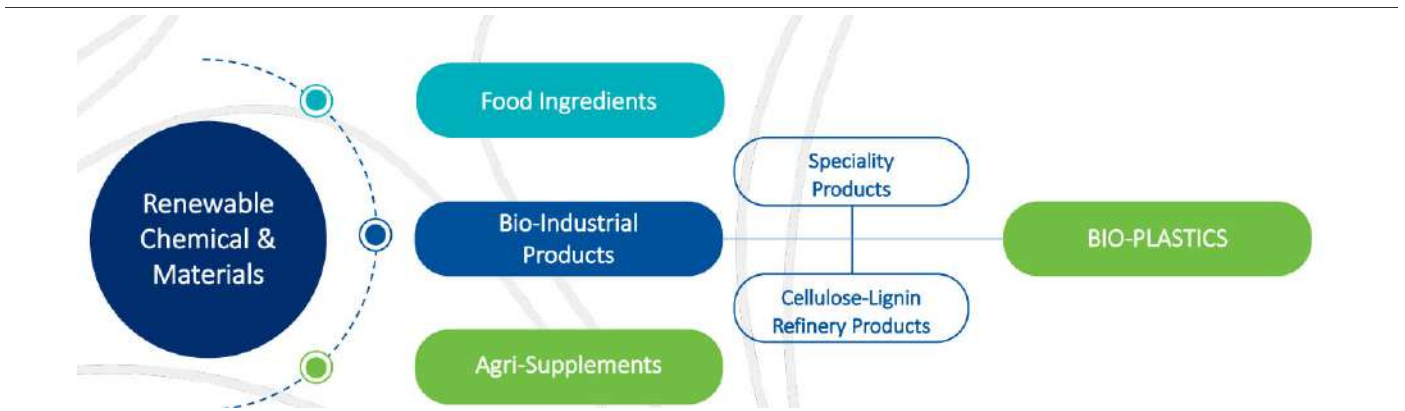 Renewable
Chemical &
Materials
Food Ingredients
Bio-Industrial
Products
Agri-Supplements
Speciality
Products
Cellulose-Lignin
Refinery Products
BIO-PLASTICS